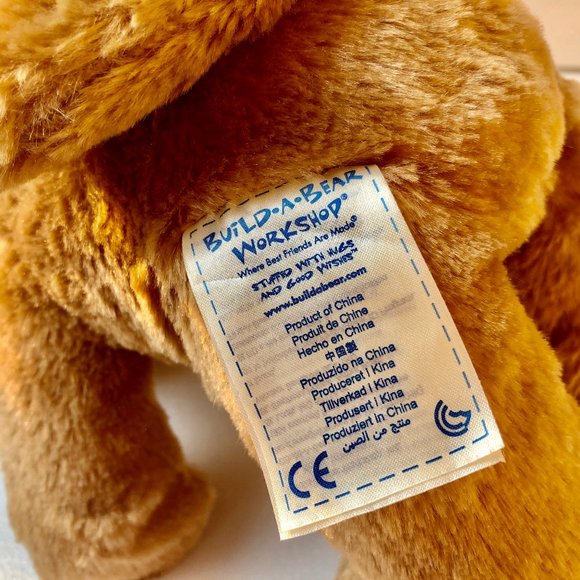 BUILD-A-BEAR
WORKSHOP®
Where Best Friends Are Made®
STUFFED WITH HUGS
AND GOOD WISHES™
www.buildabear.com
Product of China
Produit de Chine
Hecho en China
中國製
Produzido na China
Produceret i Kina
Tillverkad i Kina
Produsert i Kina
Produziert in China
منتج من الصين
CE